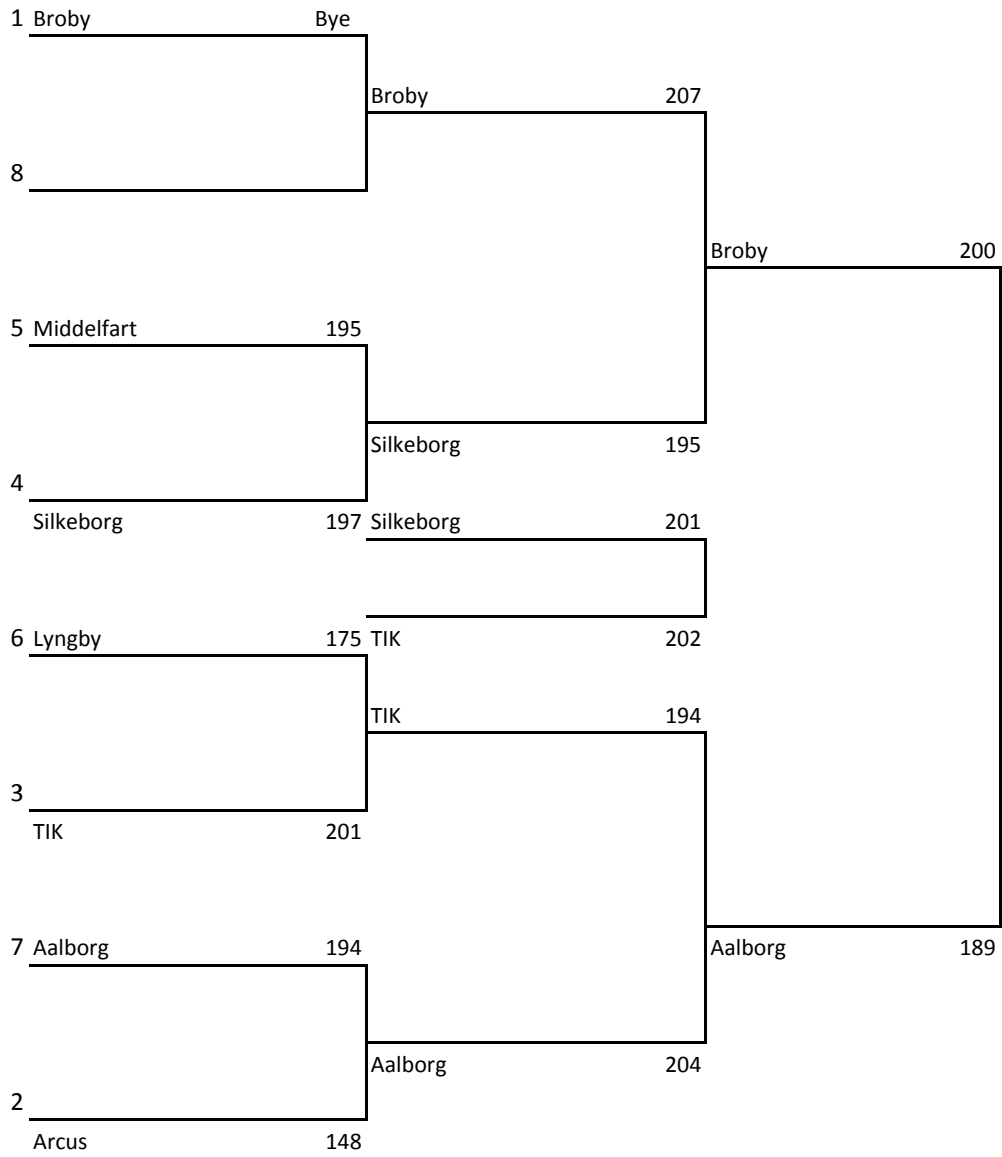 1 Broby Bye
Broby 207
8
Broby 200
5 Middelfart 195
Silkeborg 195
4
Silkeborg 197 Silkeborg 201
6 Lyngby 175 TIK 202
TIK 194
3
TIK 201
7 Aalborg 194 Aalborg 189
Aalborg 204
2
Arcus 148